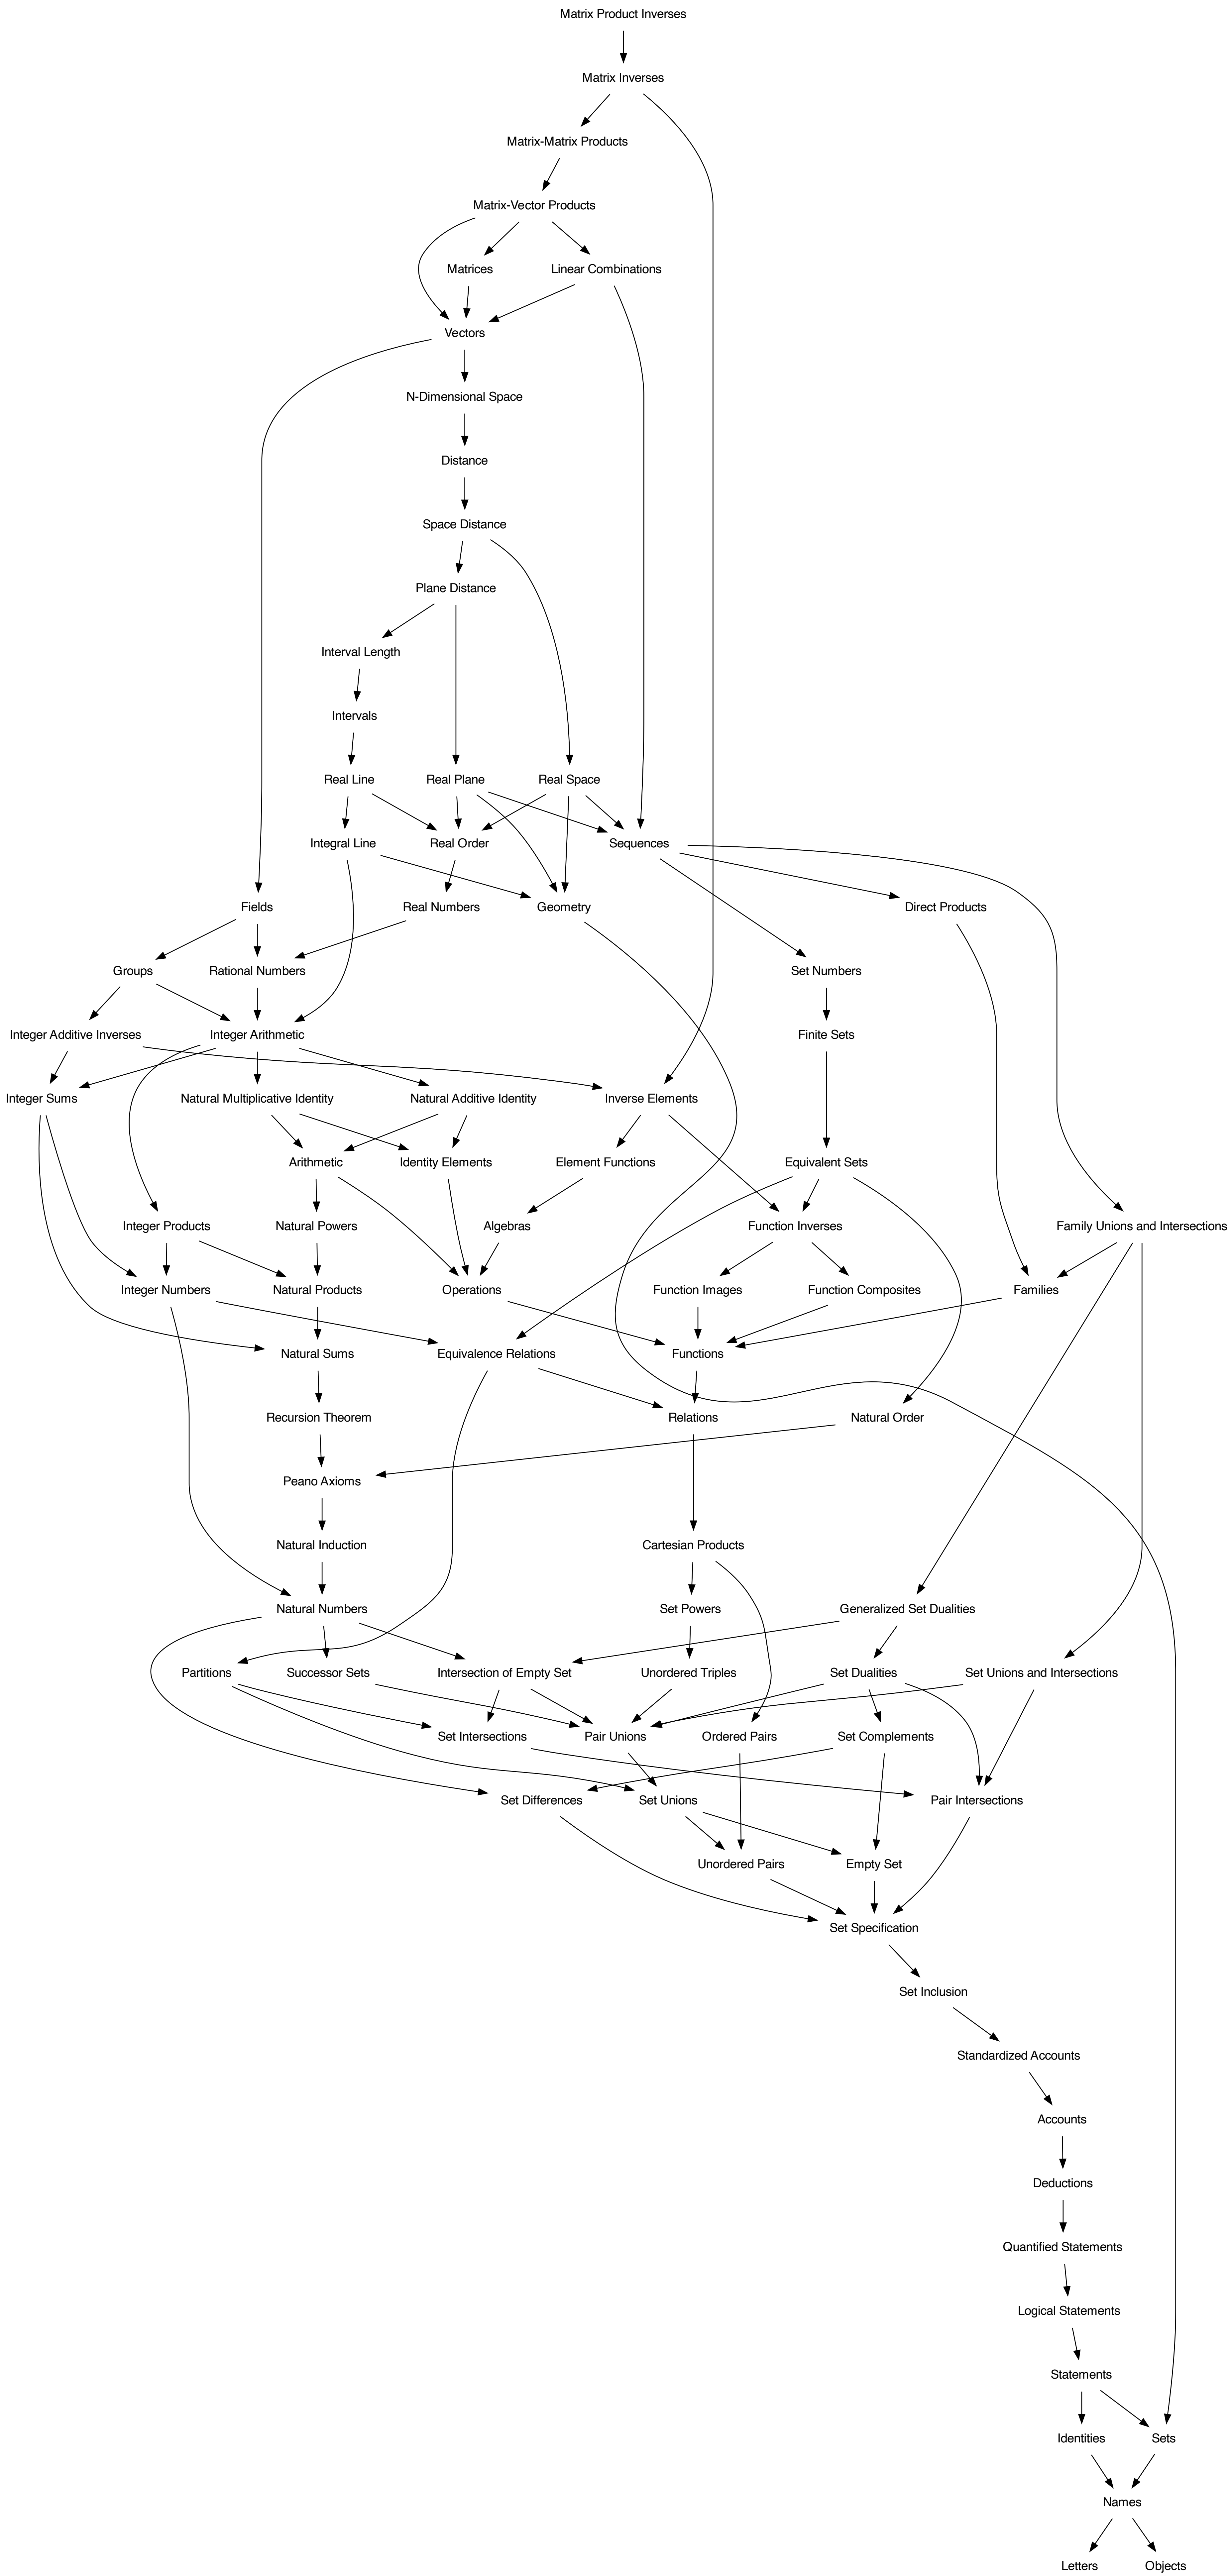 Matrix Product Inverses
Matrix Inverses
Matrix-Matrix Products
Matrix-Vector Products
Matrices
Linear Combinations
Vectors
N-Dimensional Space
Distance
Space Distance
Plane Distance
Interval Length
Intervals
Real Line
Real Plane
Real Space
Integral Line
Real Order
Sequences
Fields
Real Numbers
Geometry
Direct Products
Groups
Rational Numbers
Set Numbers
Integer Additive Inverses
Integer Arithmetic
Finite Sets
Integer Sums
Natural Multiplicative Identity
Natural Additive Identity
Inverse Elements
Arithmetic
Identity Elements
Element Functions
Equivalent Sets
Integer Products
Natural Powers
Algebras
Function Inverses
Family Unions and Intersections
Integer Numbers
Natural Products
Operations
Function Images
Function Composites
Families
Natural Sums
Equivalence Relations
Functions
Recursion Theorem
Relations
Natural Order
Peano Axioms
Natural Induction
Cartesian Products
Natural Numbers
Set Powers
Generalized Set Dualities
Partitions
Successor Sets
Intersection of Empty Set
Unordered Triples
Set Dualities
Set Unions and Intersections
Set Intersections
Pair Unions
Ordered Pairs
Set Complements
Set Differences
Set Unions
Pair Intersections
Unordered Pairs
Empty Set
Set Specification
Set Inclusion
Standardized Accounts
Accounts
Deductions
Quantified Statements
Logical Statements
Statements
Identities
Sets
Names
Letters
Objects